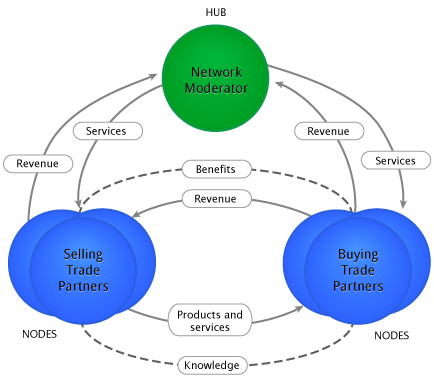 HUB
Network
Moderator
Services
Revenue
Revenue
Services
Benefits
Revenue
Selling
Trade
Partners
Buying
Trade
Partners
Products and
services
NODES
NODES
Knowledge